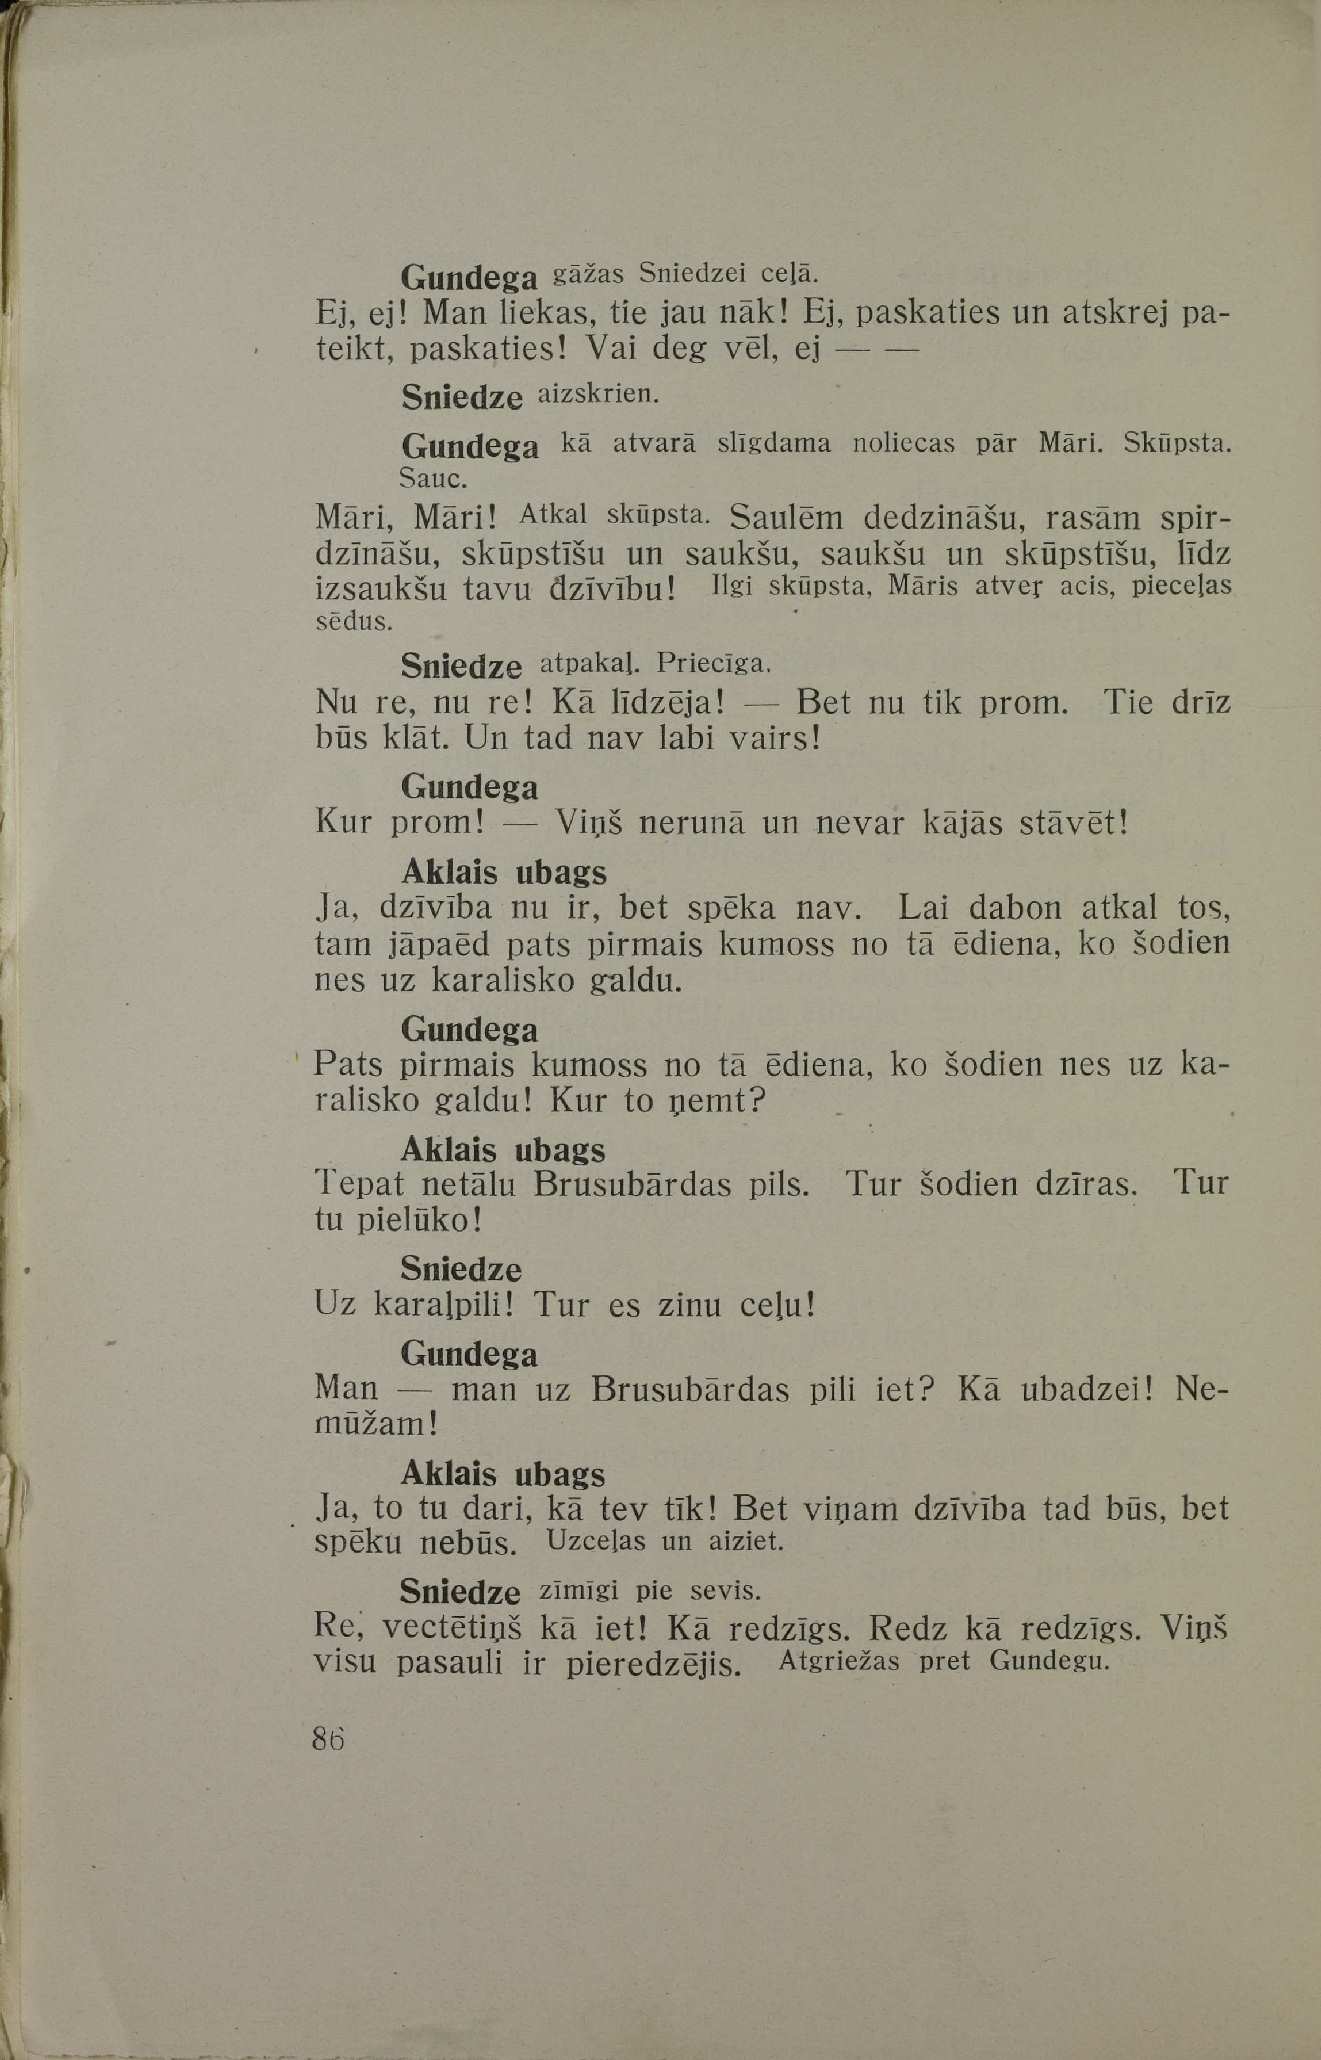 Gundega gāžas Sniedzei ceļā.
Ej, ej! Man liekas, tie jau nāk! Ej, paskaties un atskrej pa-
teikt, paskaties! Vai deg vēl, ej — —
Sniedze aizskrien.
Gundega kā atvarā slīgdama noliecas pār Māri. Skūpsta.
Sauc.
Māri, Māri! Atkal skūpsta. Saulēm dedzināšu, rasām spir-
dzīnāšu, skūpstīšu un saukšu, saukšu un skūpstīšu, līdz
izsaukšu tavu dzīvību! Ilgi skūpsta, Māris atveŗ acis, pieceļas
sēdus.
Sniedze atpakaļ. Priecīga.
Nu re, nu re! Kā līdzēja! — Bet nu tik prom. Tie drīz
būs klāt. Un tad nav labi vairs!
Gundega
Kur prom! — Viņš nerunā un nevar kājās stāvēt!
Aklais ubags
Ja, dzīvība nu ir, bet spēka nav. Lai dabon atkal tos,
tam jāpaēd pats pirmais kumoss no tā ēdiena, ko šodien
nes uz karalisko galdu.
Gundega
Pats pirmais kumoss no tā ēdiena, ko šodien nes uz ka-
ralisko galdu! Kur to ņemt?
Aklais ubags
Tepat netālu Brusubārdas pils. Tur šodien dzīras. Tur
tu pielūko!
Sniedze
Uz karaļpili! Tur es zinu ceļu!
Gundega
Man — man uz Brusubārdas pili iet? Kā ubadzei! Ne-
mūžam!
Aklais ubags
Ja, to tu dari, kā tev tīk! Bet viņam dzīvība tad būs, bet
spēku nebūs. Uzceļas un aiziet.
Sniedze zīmīgi pie sevis.
Re, vectētiņš kā iet! Kā redzīgs. Redz kā redzīgs. Viņš
visu pasauli ir pieredzējis. Atgriežas pret Gundegu.
86